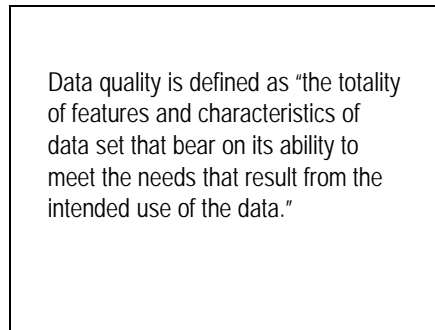 Data quality is defined as "the totality
of features and characteristics of
data set that bear on its ability to
meet the needs that result from the
intended use of the data."